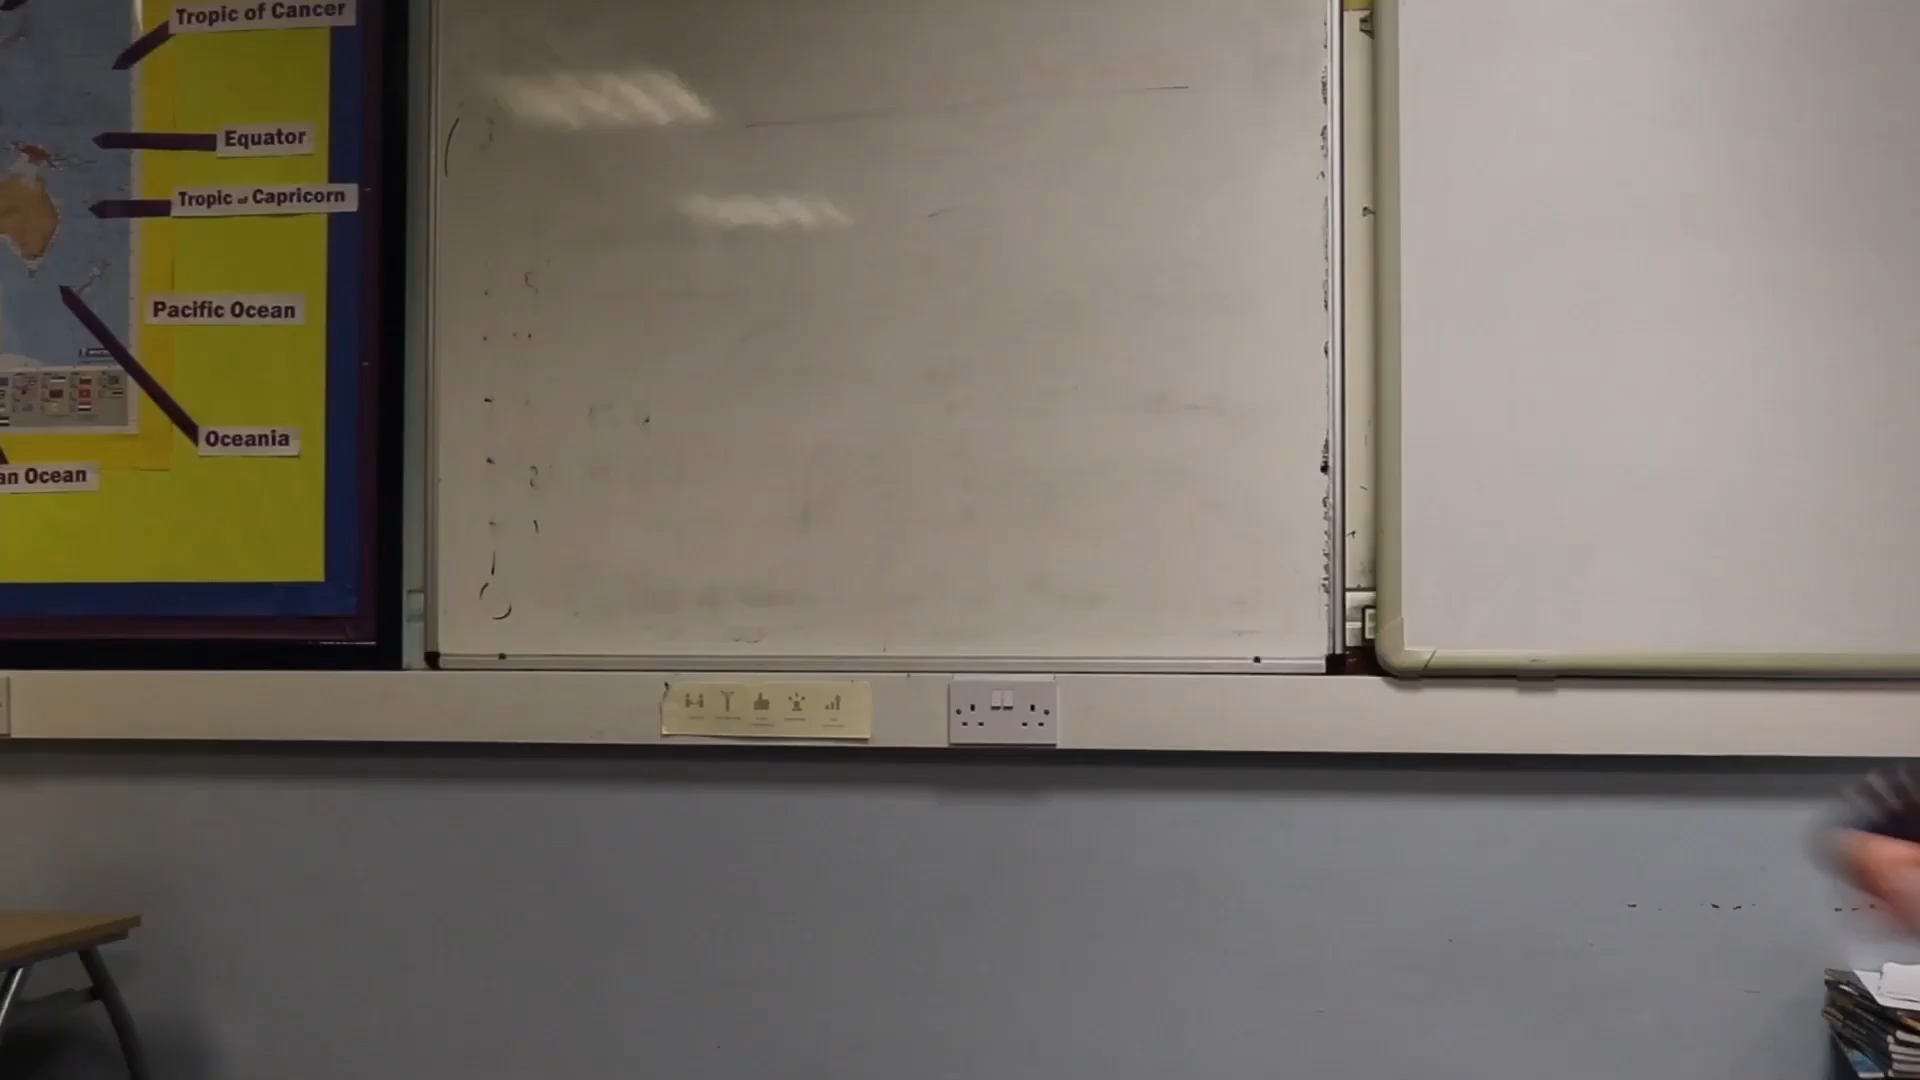 Tropic of Cancer
Equator
Tropic of Capricorn
Pacific Ocean
Oceania
an Ocean